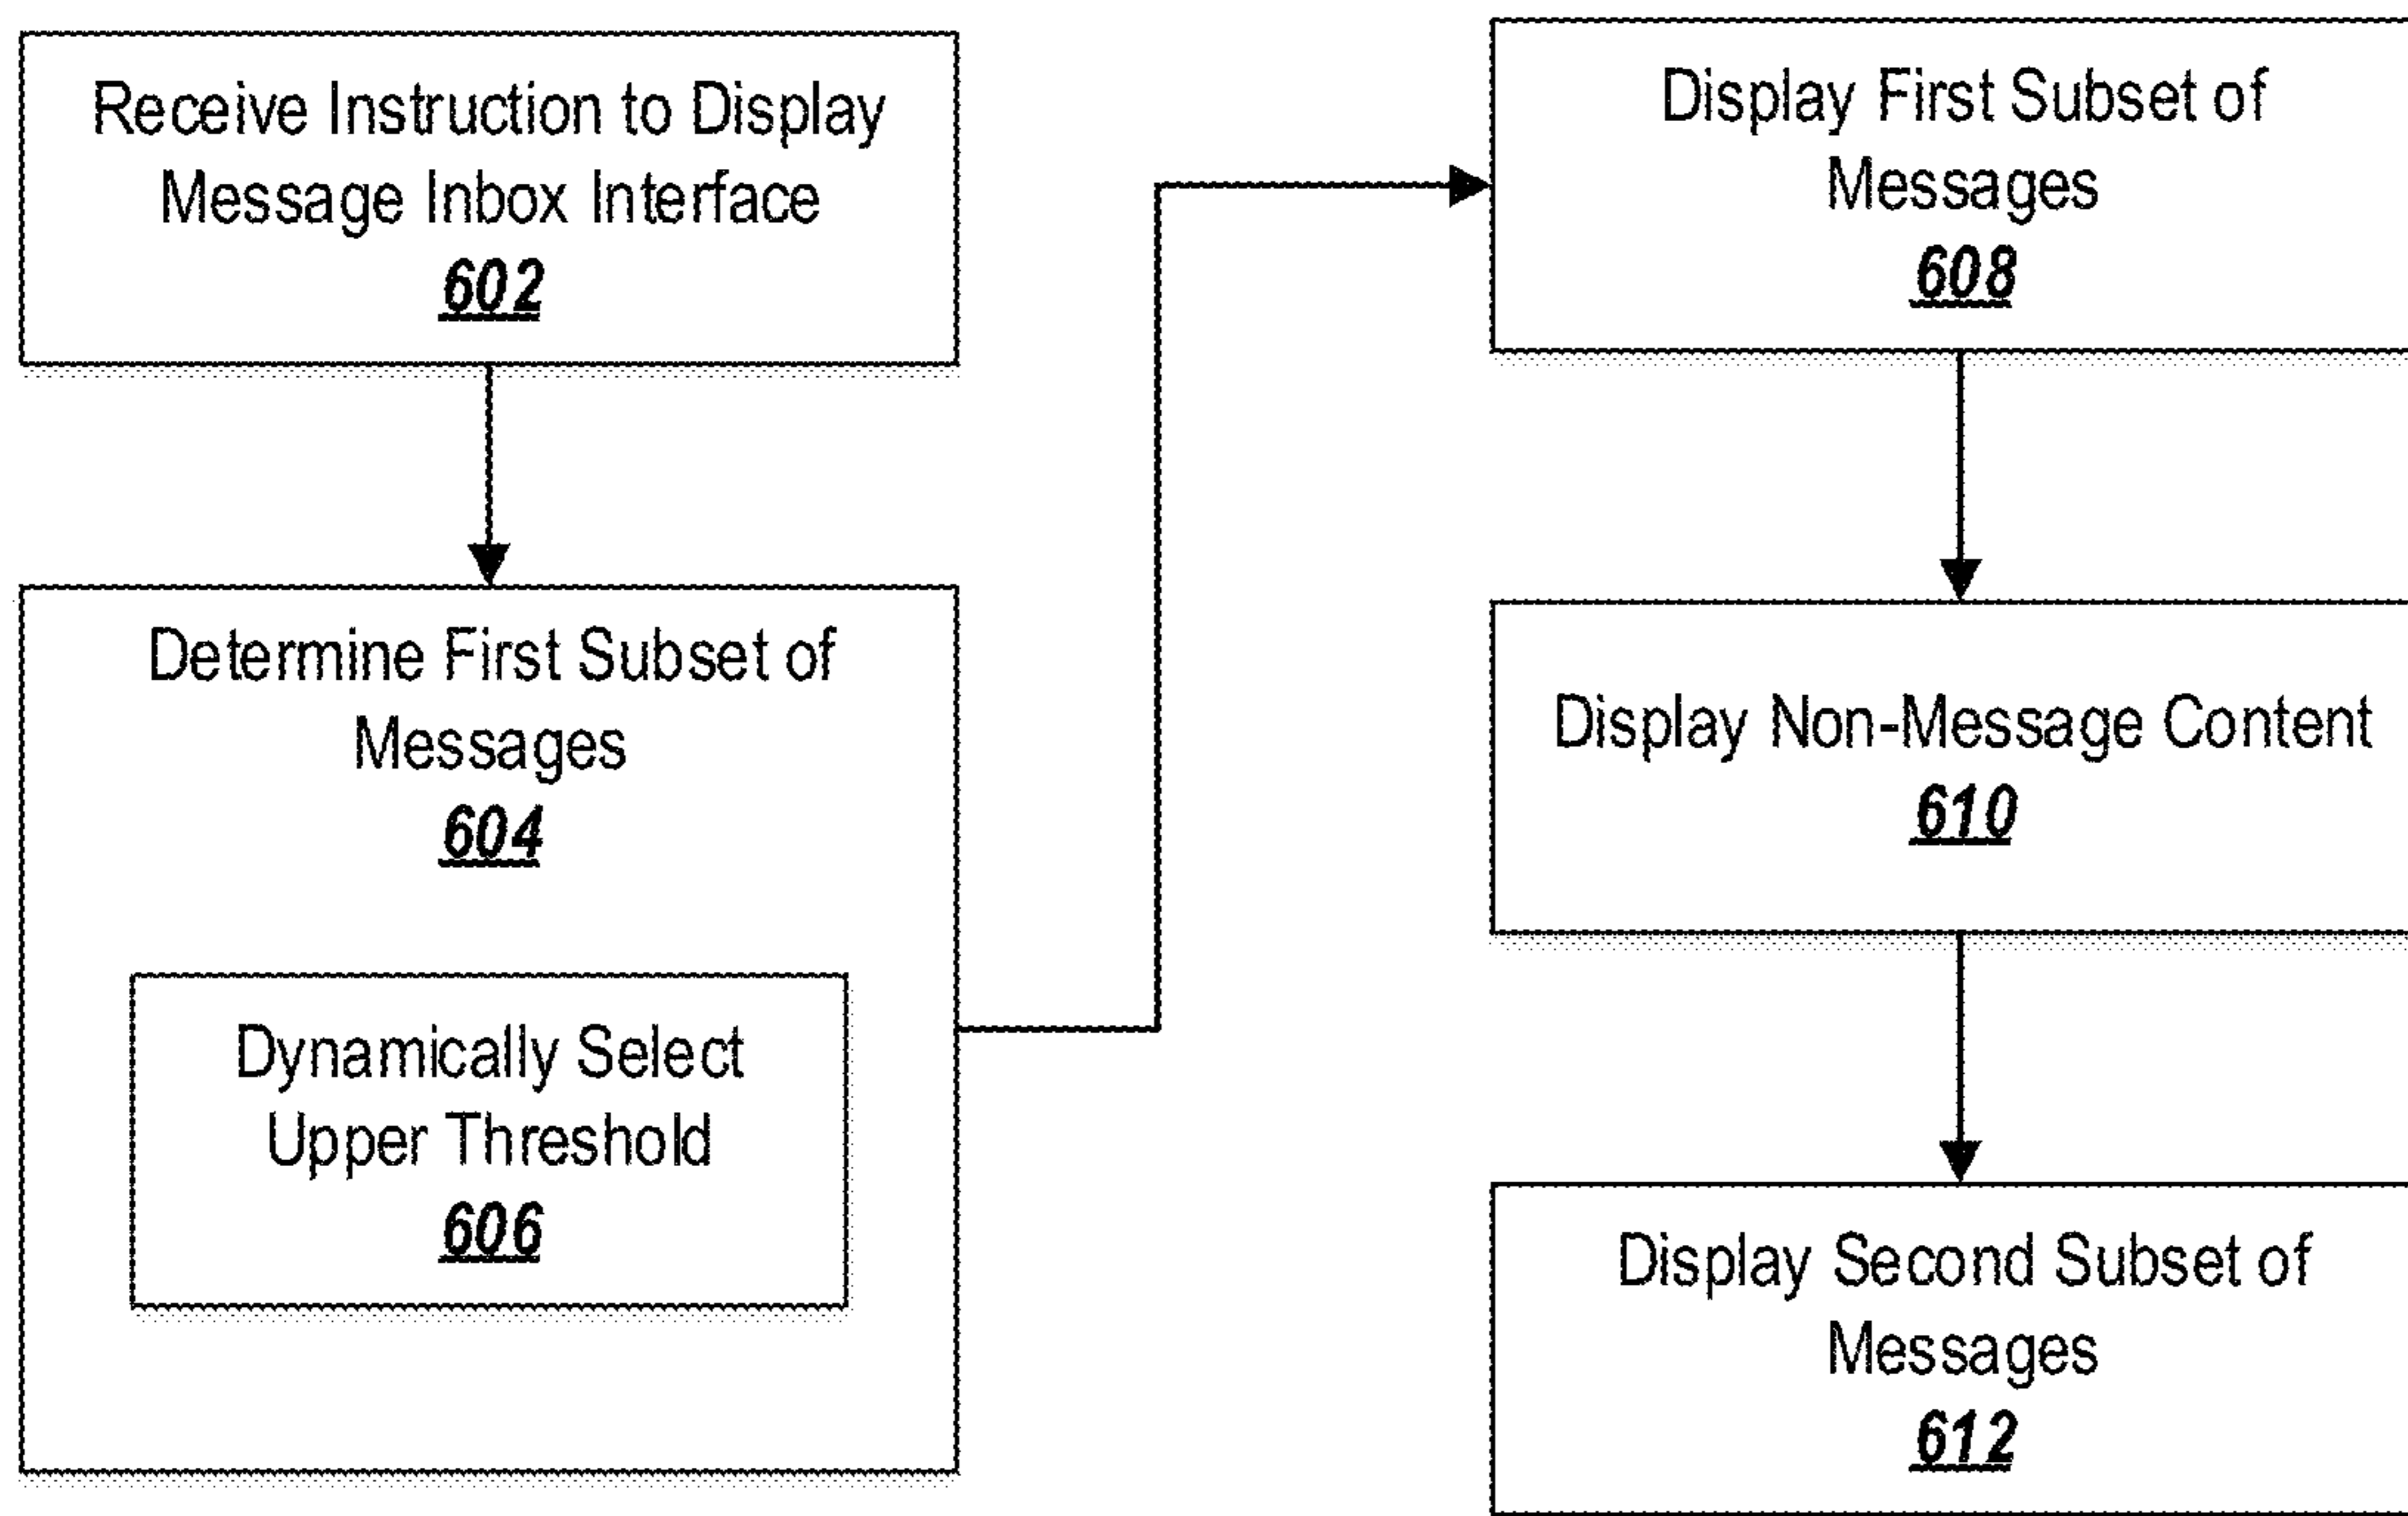 Receive Instruction to Display
Message Inbox Interface
602
Determine First Subset of
Messages
604
Dynamically Select
Upper Threshold
606
Display First Subset of
Messages
608
Display Non-Message Content
610
Display Second Subset of
Messages
612